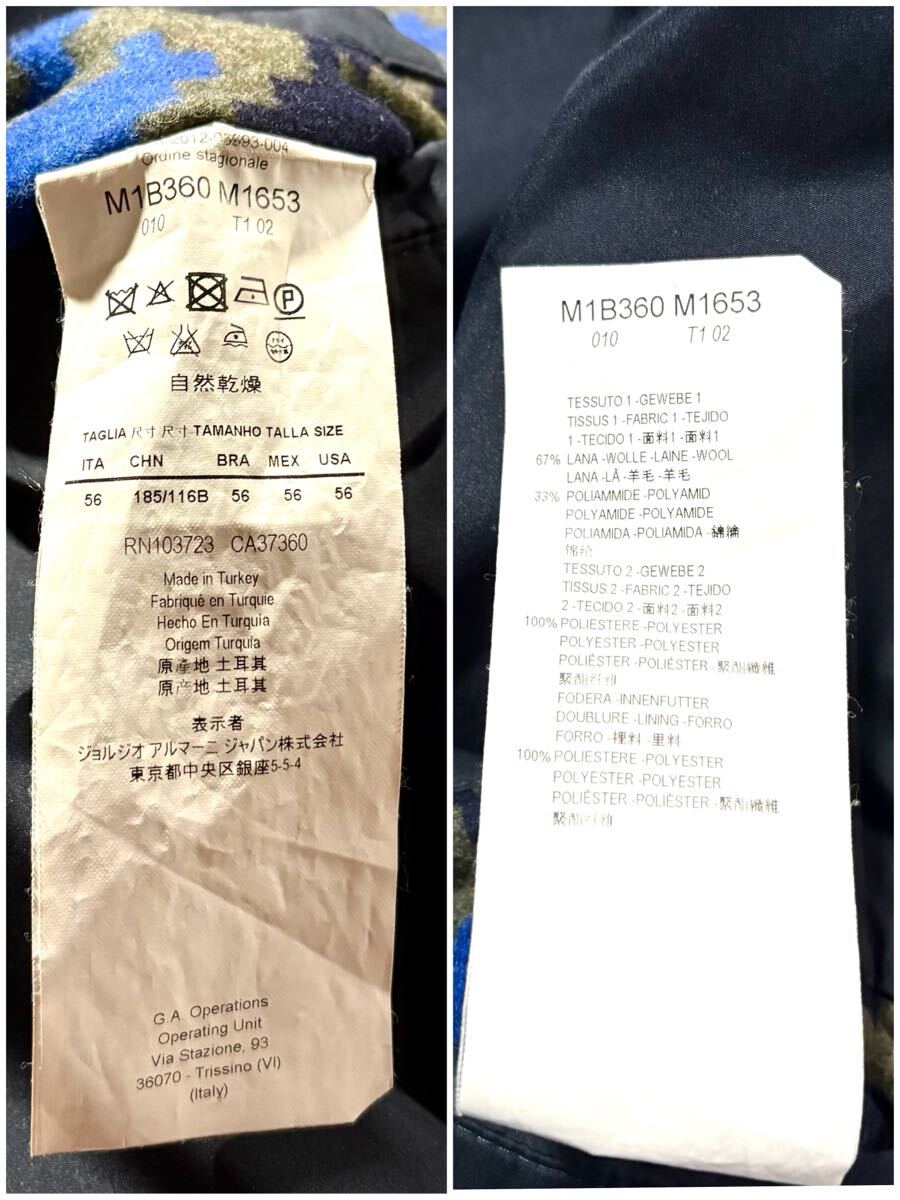 2012-03993-004
Ordine stagionale
M1B360 M1653
010 T1 02
P
自然乾燥
TAGLIA 尺寸 尺寸 TAMANHO TALLA SIZE
ITA CHN BRA MEX USA
56 185/116B 56 56 56
RN103723 CA37360
Made in Turkey
Fabriqué en Turquie
Hecho En Turquía
Origem Turquía
原產地 土耳其
原产地 土耳其
表示者
ジョルジオ アルマーニ ジャパン株式会社
東京都中央区銀座5-5-4
G.A. Operations
Operating Unit
Via Stazione, 93
36070 - Trissino (VI)
(Italy)
M1B360 M1653
010 T1 02
TESSUTO 1 -GEWEBE 1
TISSUS 1 -FABRIC 1 -TEJIDO
1 -TECIDO 1 -面料1 -面料1
67% LANA -WOLLE -LAINE -WOOL
LANA -LÃ -羊毛 -羊毛
33% POLIAMMIDE -POLYAMID
POLYAMIDE -POLYAMIDE
POLIAMIDA -POLIAMIDA -錦綸
锦纶
TESSUTO 2 -GEWEBE 2
TISSUS 2 -FABRIC 2 -TEJIDO
2 -TECIDO 2 -面料2 -面料2
100% POLIESTERE -POLYESTER
POLYESTER -POLYESTER
POLIÉSTER -POLIÉSTER -聚酯纖維
聚酯纤维
FODERA -INNENFUTTER
DOUBLURE -LINING -FORRO
FORRO -裡料 -里料
100% POLIESTERE -POLYESTER
POLYESTER -POLYESTER
POLIÉSTER -POLIÉSTER -聚酯纖維
聚酯纤维